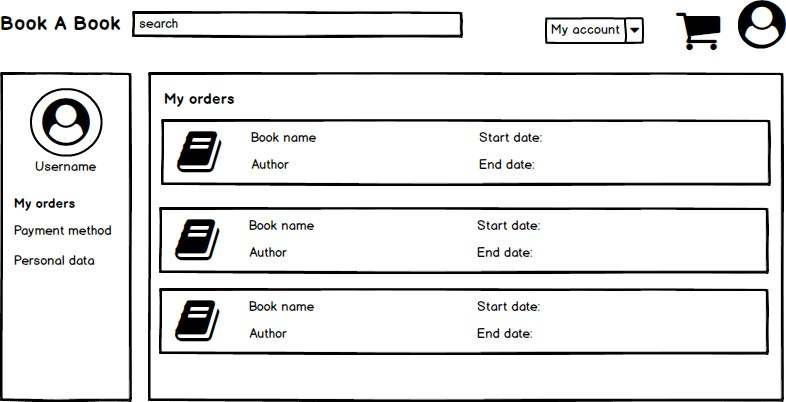 Book A Book
search
My account
Username
My orders
Payment method
Personal data
My orders
Book name
Start date:
Author
End date:
Book name
Start date:
Author
End date:
Book name
Start date:
Author
End date: